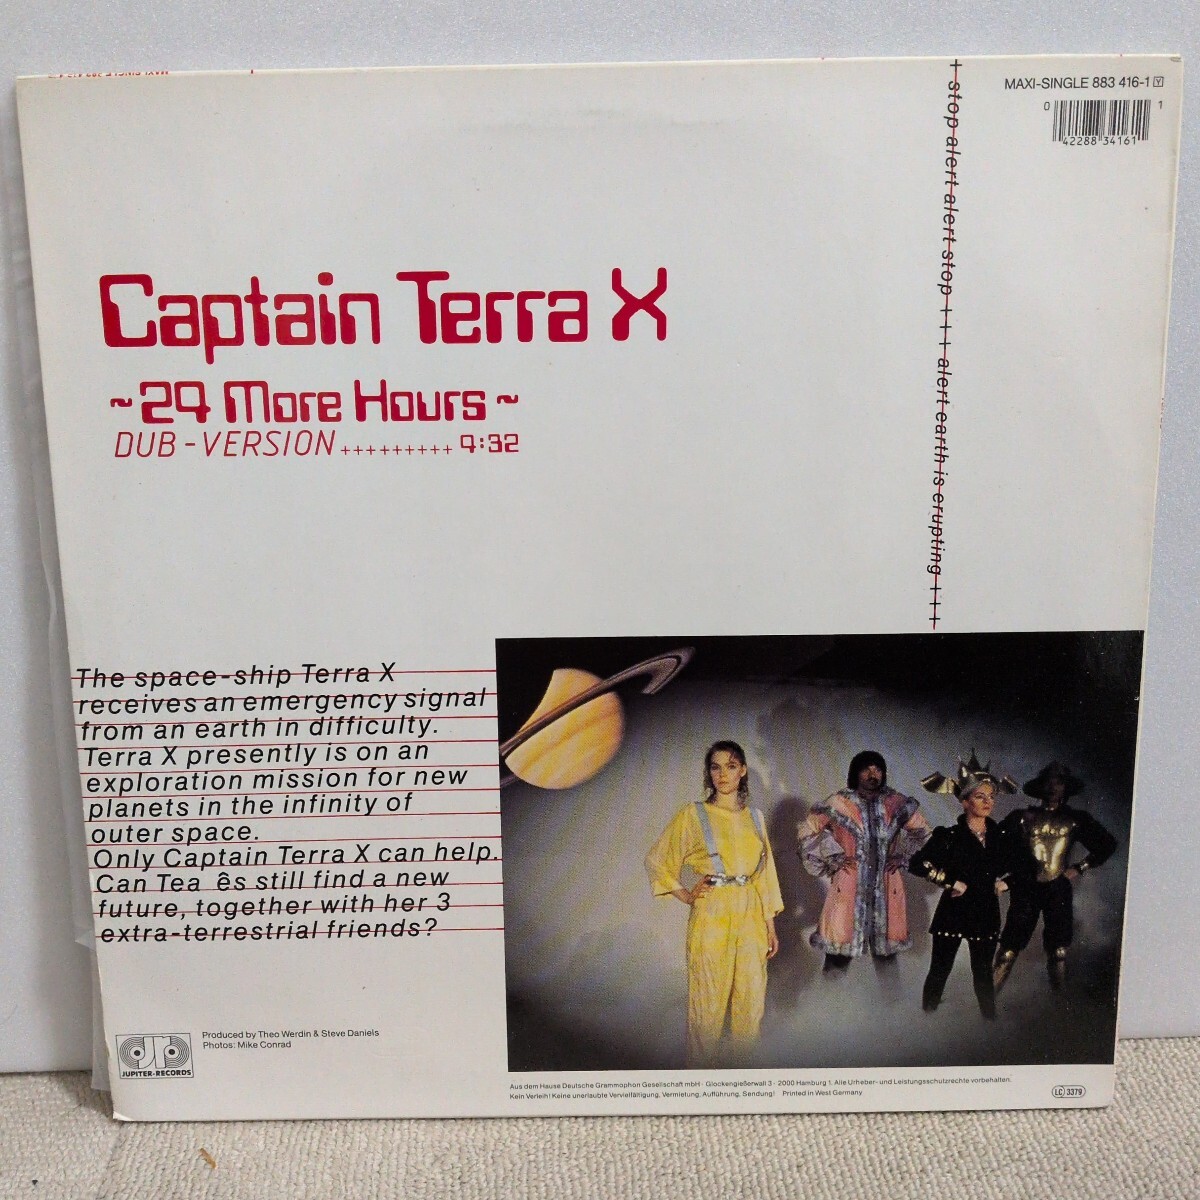 MAXI-SINGLE 883 416-1 Y
0
1
42288 34161
+ stop alert alert stop + + + alert earth is erupting + + +
Captain Terra X
~24 More Hours~
DUB-VERSION +++++++++ 4:32
The space-ship Terra X
receives an emergency signal
from an earth in difficulty.
Terra X presently is on an
exploration mission for new
planets in the infinity of
outer space.
Only Captain Terra X can help.
Can Tea ês still find a new
future, together with her 3
extra-terrestrial friends?
JUPITER-RECORDS
Produced by Theo Werdin & Steve Daniels
Photos: Mike Conrad
Aus dem Hause Deutsche Grammophon Gesellschaft mbH · Glockengießerwall 3 · 2000 Hamburg 1. Alle Urheber- und Leistungsschutzrechte vorbehalten.
Kein Verleih! Keine unerlaubte Vervielfältigung, Vermietung, Aufführung, Sendung! Printed in West Germany
LC 3379